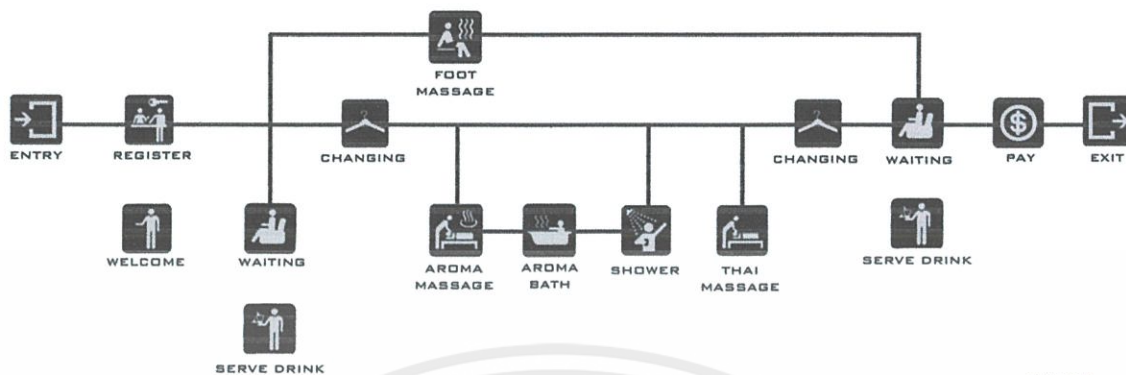 FOOT
MASSAGE
ENTRY
REGISTER
CHANGING
CHANGING
WAITING
PAY
EXIT
WELCOME
WAITING
AROMA
MASSAGE
AROMA
BATH
SHOWER
THAI
MASSAGE
SERVE DRINK
SERVE DRINK